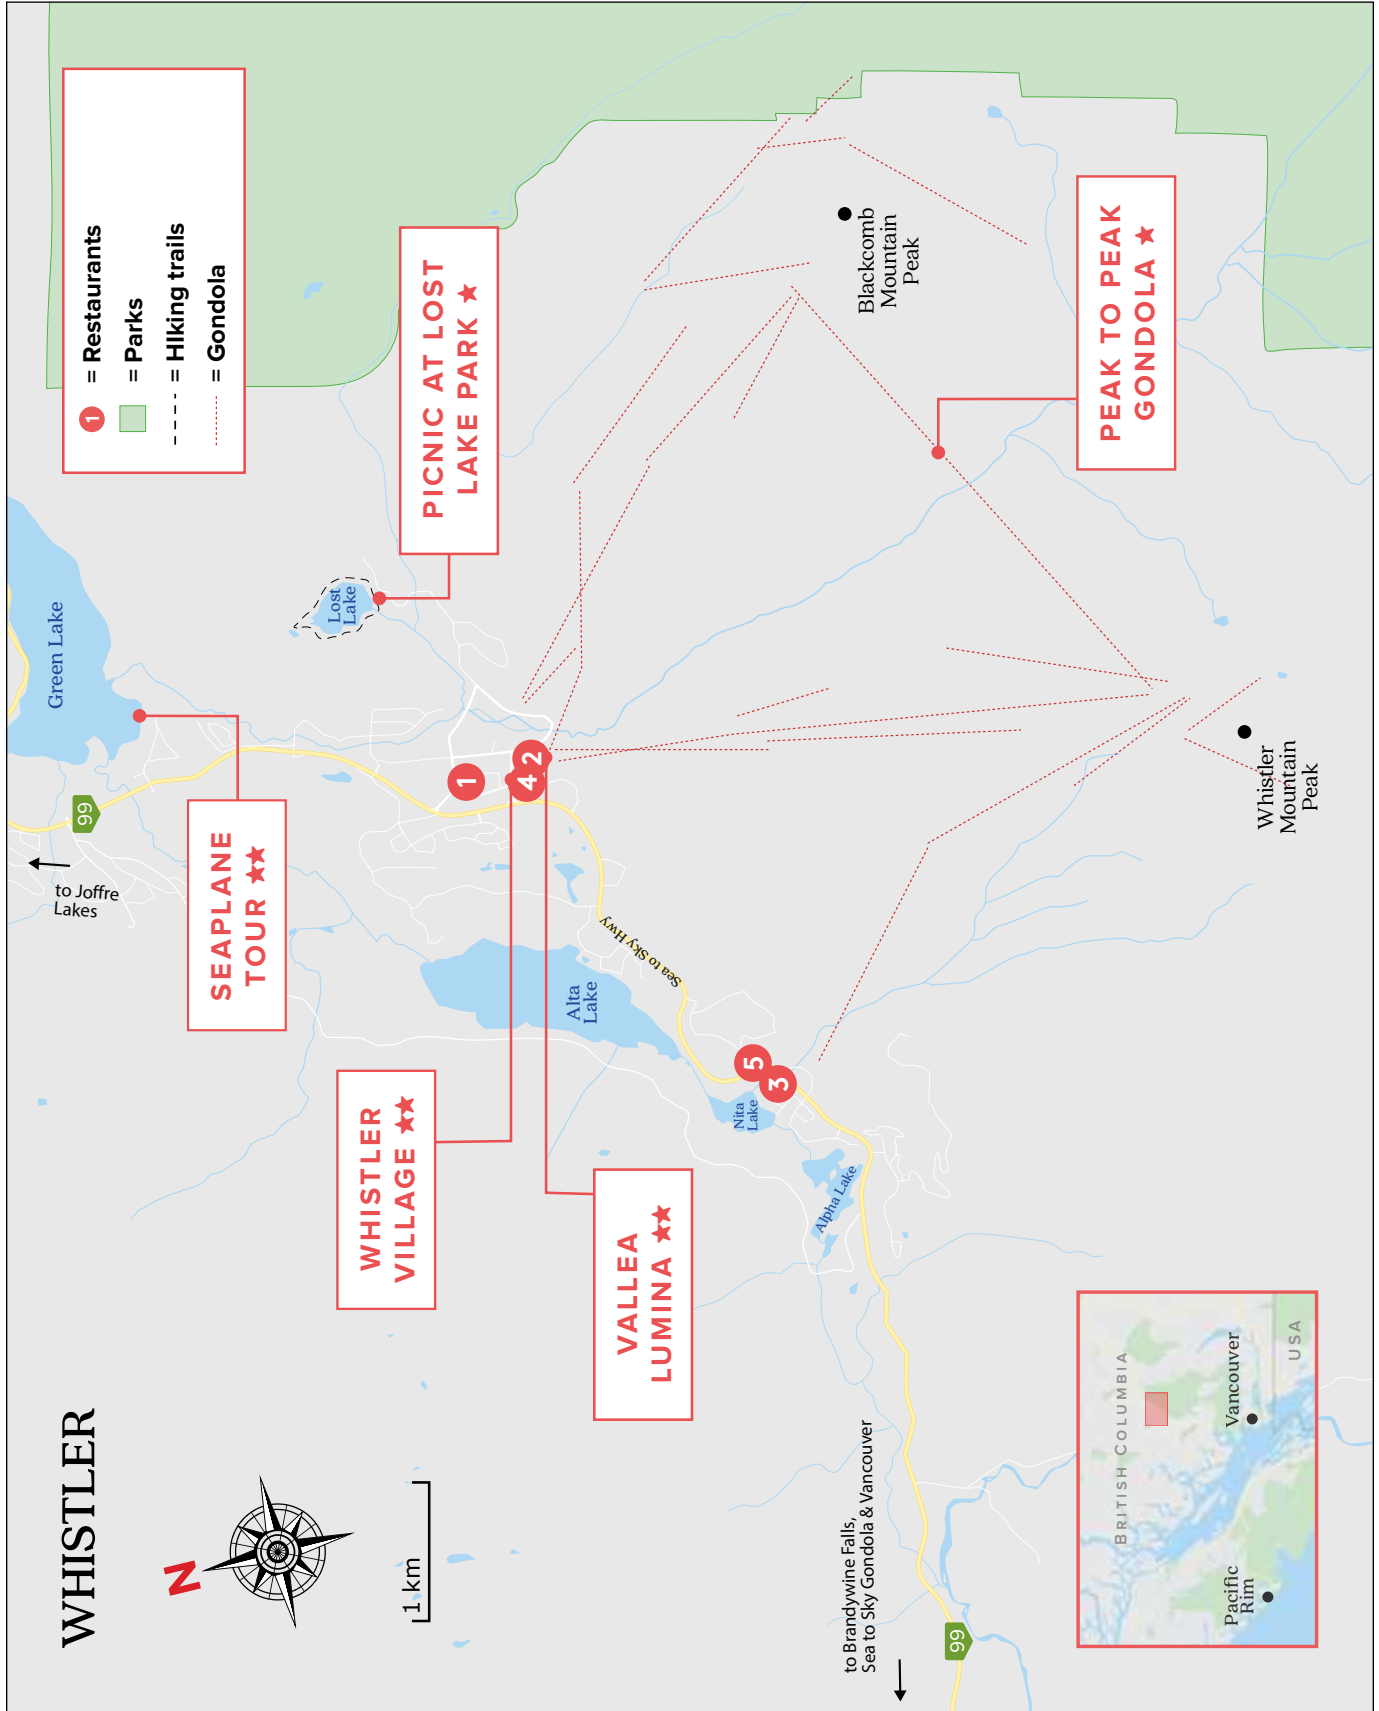 WHISTLER
N
1 km
1 = Restaurants
= Parks
= HIking trails
= Gondola
Green Lake
99
to Joffre
Lakes
SEAPLANE
TOUR ★★
Lost
Lake
PICNIC AT LOST
LAKE PARK ★
WHISTLER
VILLAGE ★★
VALLEA
LUMINA ★★
1
2
4
Alta
Lake
Sea to Sky Hwy
5
3
Nita
Lake
Alpha Lake
Blackcomb
Mountain
Peak
PEAK TO PEAK
GONDOLA ★
Whistler
Mountain
Peak
to Brandywine Falls,
Sea to Sky Gondola & Vancouver
99
BRITISH COLUMBIA
USA
Vancouver
Pacific
Rim